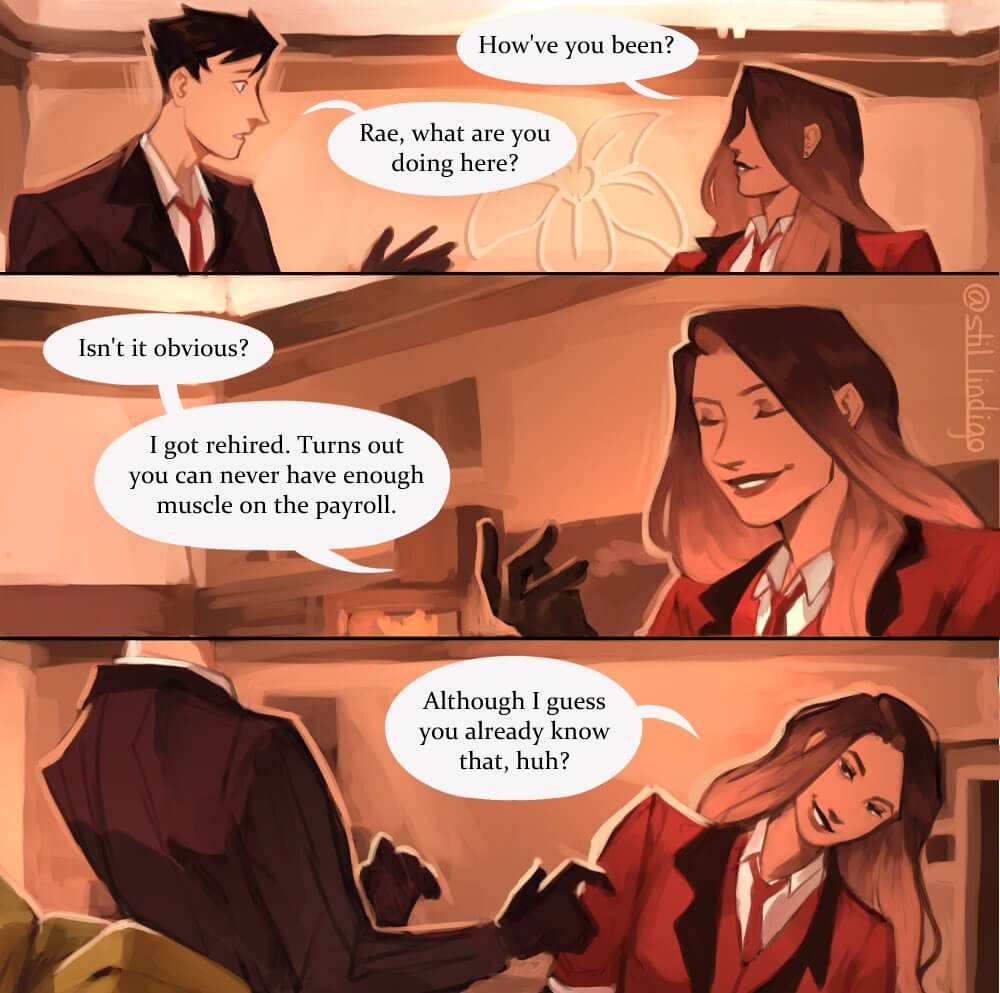 How've you been?
Rae, what are you
doing here?
Isn't it obvious?
I got rehired. Turns out
you can never have enough
muscle on the payroll.
@stil_lindigo
Although I guess
you already know
that, huh?